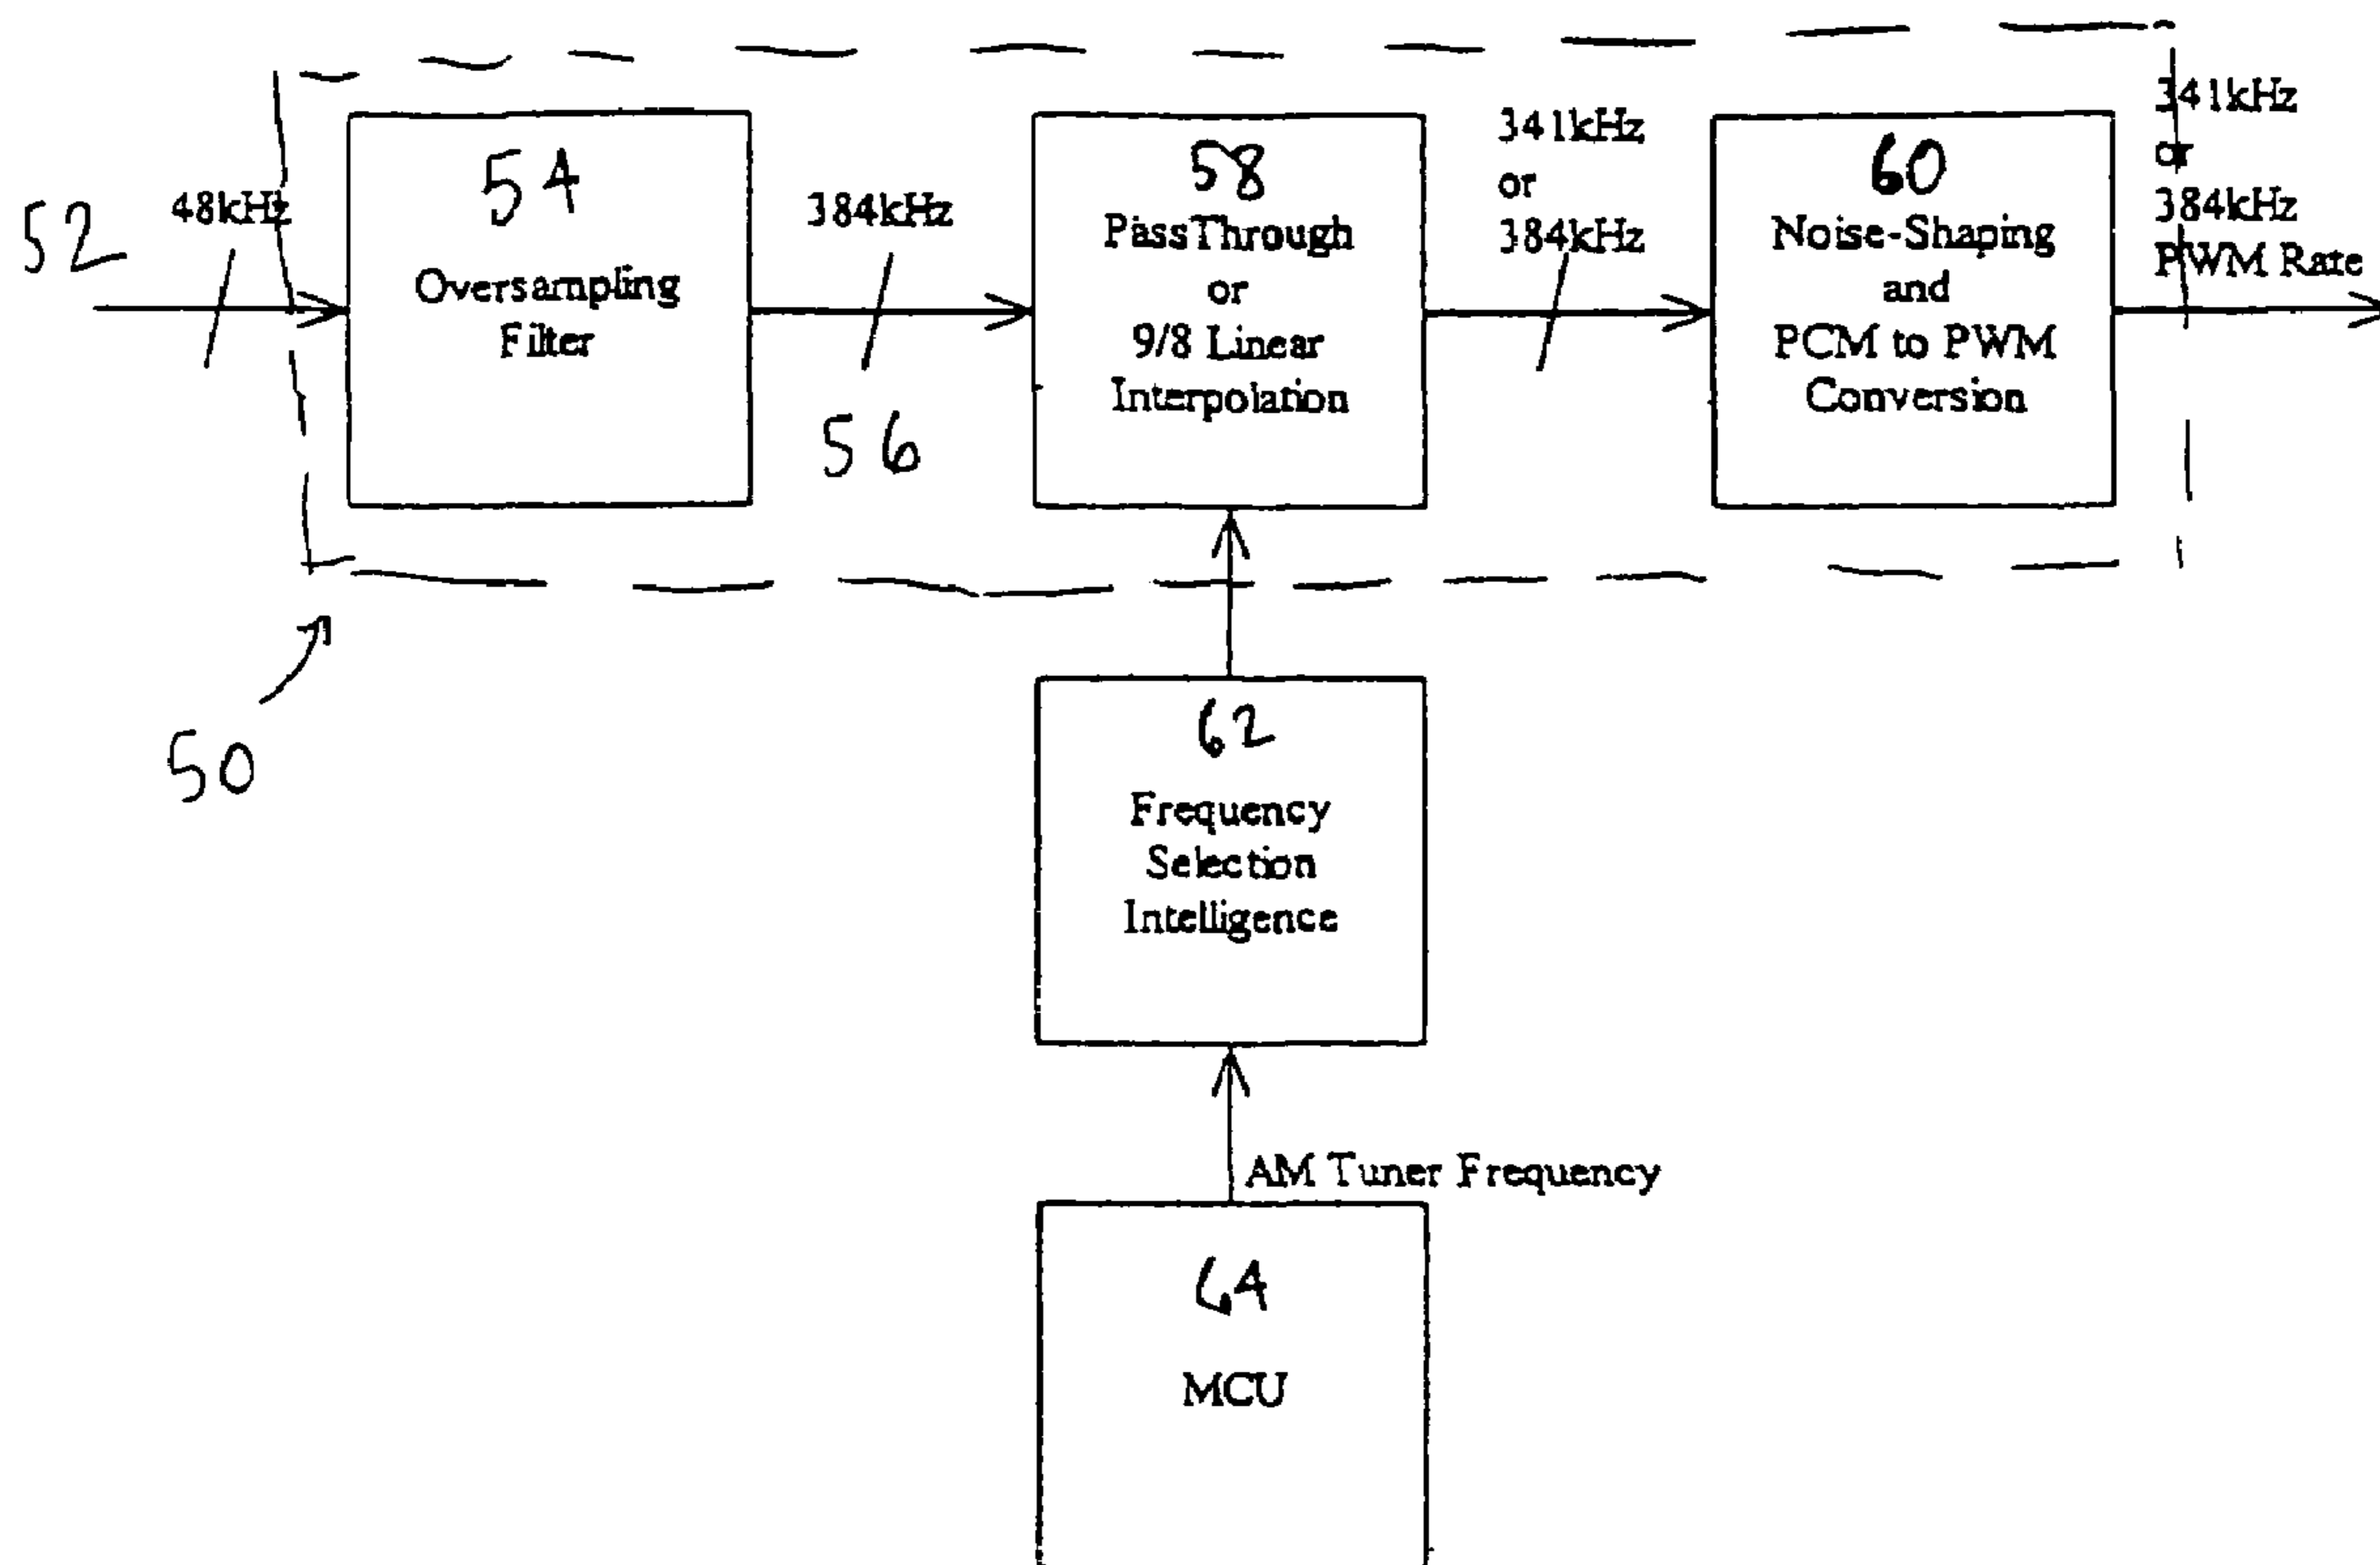 52
48kHz
54
Oversampling
Filter
384kHz
56
58
PassThrough
or
9/8 Linear
Interpolation
341kHz
or
384kHz
60
Noise-Shaping
and
PCM to PWM
Conversion
341kHz
or
384kHz
PWM Rate
50
62
Frequency
Selection
Intelligence
AM Tuner Frequency
64
MCU